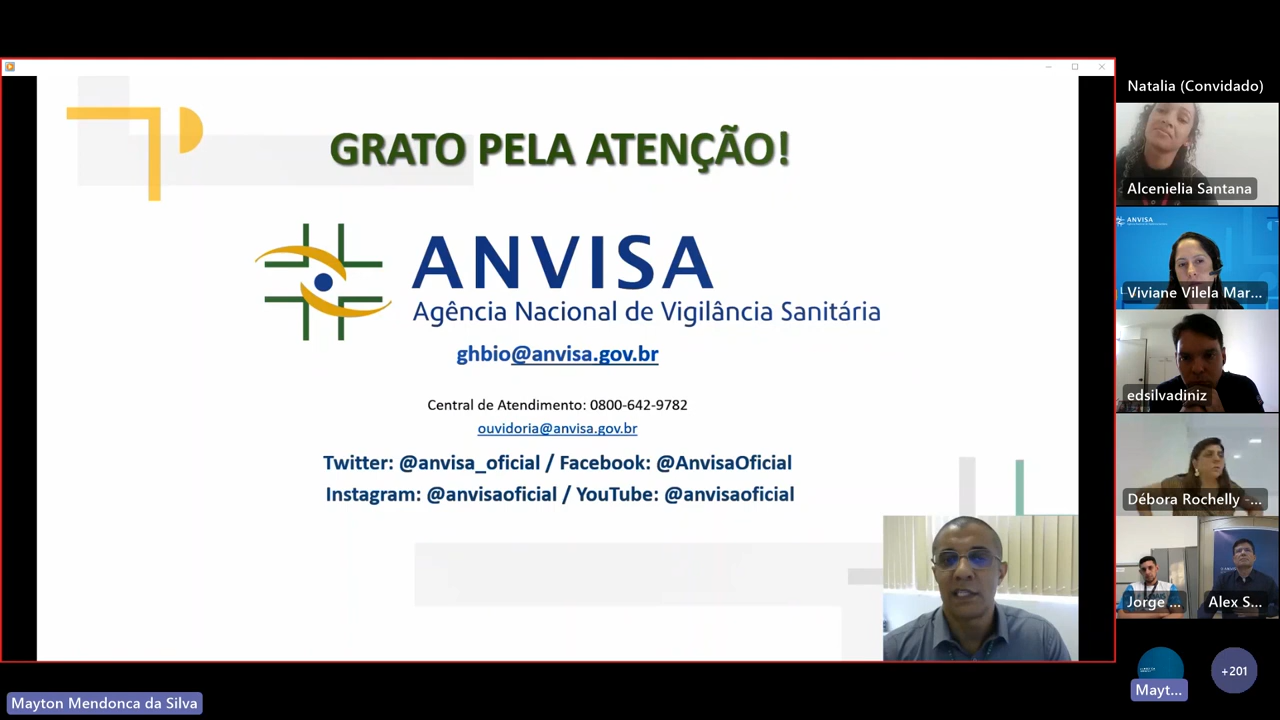 GRATO PELA ATENÇÃO!
ANVISA
Agência Nacional de Vigilância Sanitária
ghbio@anvisa.gov.br
Central de Atendimento: 0800-642-9782
ouvidoria@anvisa.gov.br
Twitter: @anvisa_oficial / Facebook: @AnvisaOficial
Instagram: @anvisaoficial / YouTube: @anvisaoficial
Natalia (Convidado)
Alcenielia Santana
ANVISA
Viviane Vilela Mar...
edsilvadiniz
Débora Rochelly -...
Jorge ...
Alex S...
Mayt...
+201
Mayton Mendonca da Silva